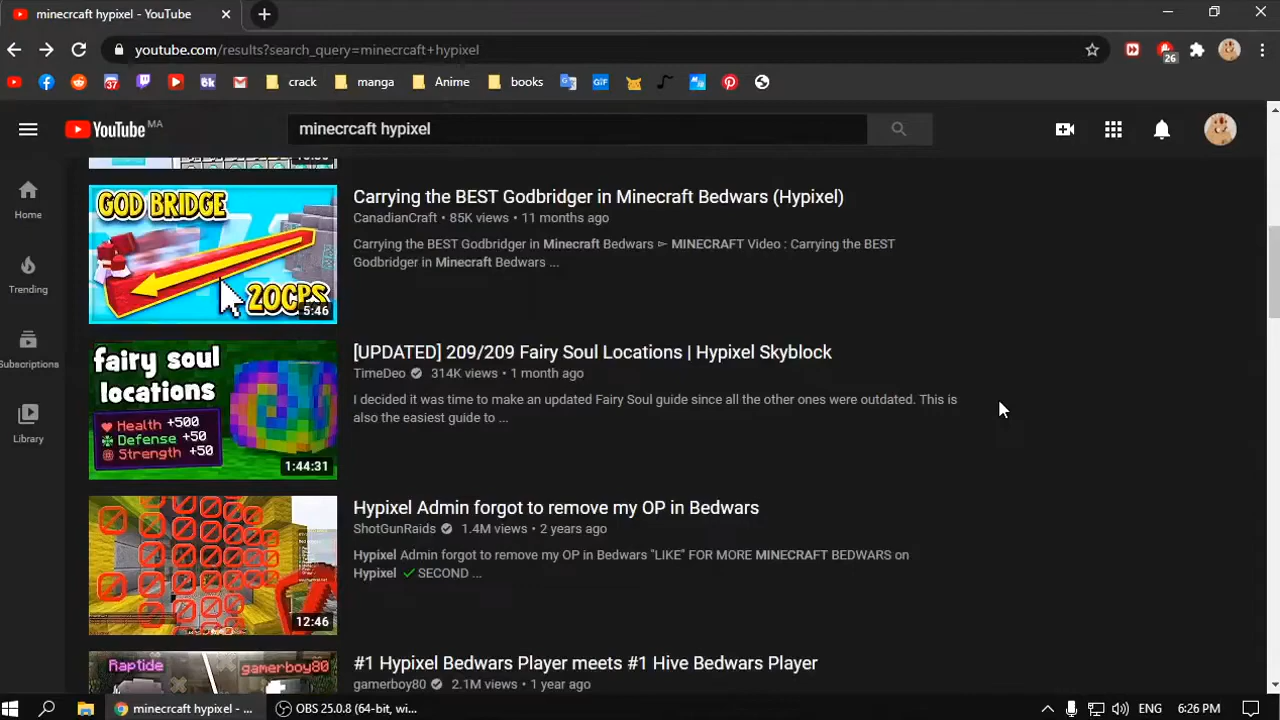 minecrcaft hypixel - YouTube
youtube.com/results?search_query=minecrcaft+hypixel
26
crack
manga
Anime
books
GIF
YouTube MA
minecrcaft hypixel
Home
Trending
Subscriptions
Library
GOD BRIDGE
20CPS
5:46
Carrying the BEST Godbridger in Minecraft Bedwars (Hypixel)
CanadianCraft • 85K views • 11 months ago
Carrying the BEST Godbridger in Minecraft Bedwars ► MINECRAFT Video : Carrying the BEST
Godbridger in Minecraft Bedwars ...
fairy soul
locations
Health +500
Defense +50
Strength +50
1:44:31
[UPDATED] 209/209 Fairy Soul Locations | Hypixel Skyblock
TimeDeo 314K views • 1 month ago
I decided it was time to make an updated Fairy Soul guide since all the other ones were outdated. This is
also the easiest guide to ...
12:46
Hypixel Admin forgot to remove my OP in Bedwars
ShotGunRaids 1.4M views • 2 years ago
Hypixel Admin forgot to remove my OP in Bedwars "LIKE" FOR MORE MINECRAFT BEDWARS on
Hypixel ✓ SECOND ...
Raptide
gamerboy80
#1 Hypixel Bedwars Player meets #1 Hive Bedwars Player
gamerboy80 2.1M views • 1 year ago
minecrcaft hypixel - ...
OBS 25.0.8 (64-bit, wi...
ENG
6:26 PM